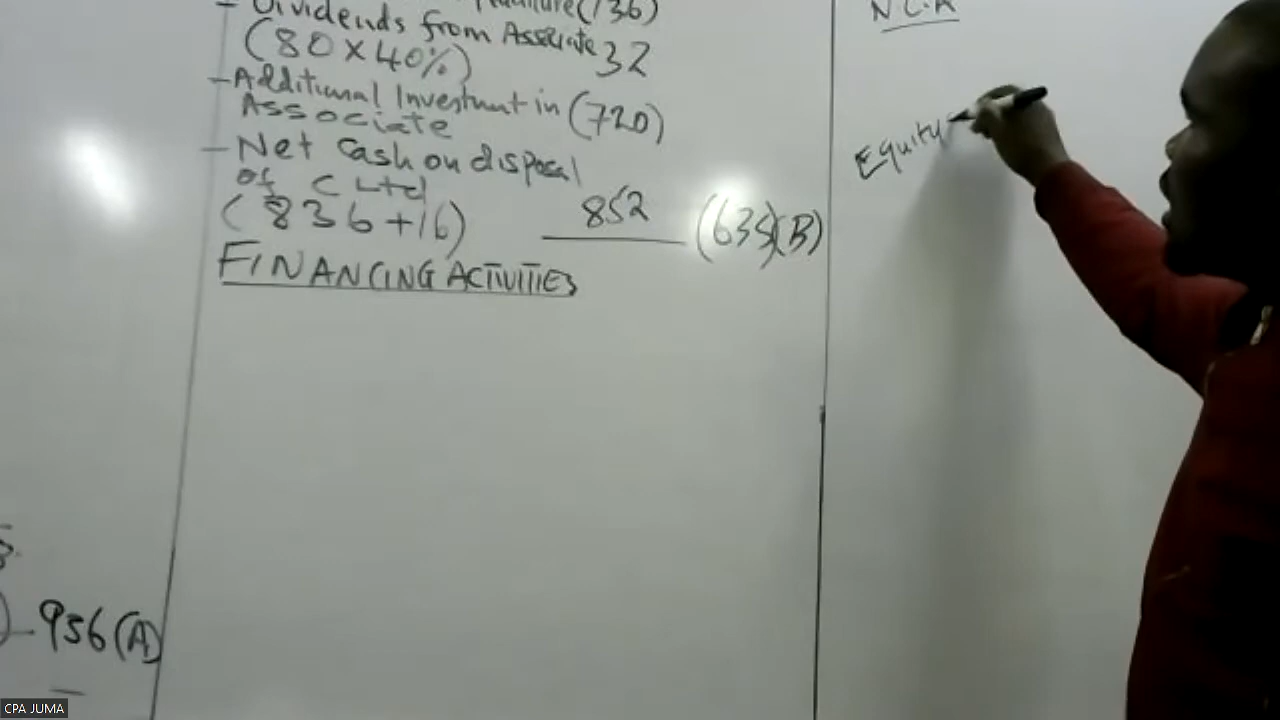 (136)
- Dividends from Associate 32
(80 X 40%)
- Additional Investment in (720)
Associate
- Net Cash on disposal
of C Ltd
(836+16) 852 (635)(B)
FINANCING ACTIVITIES
956(A)
N C.A
Equity
CPA JUMA